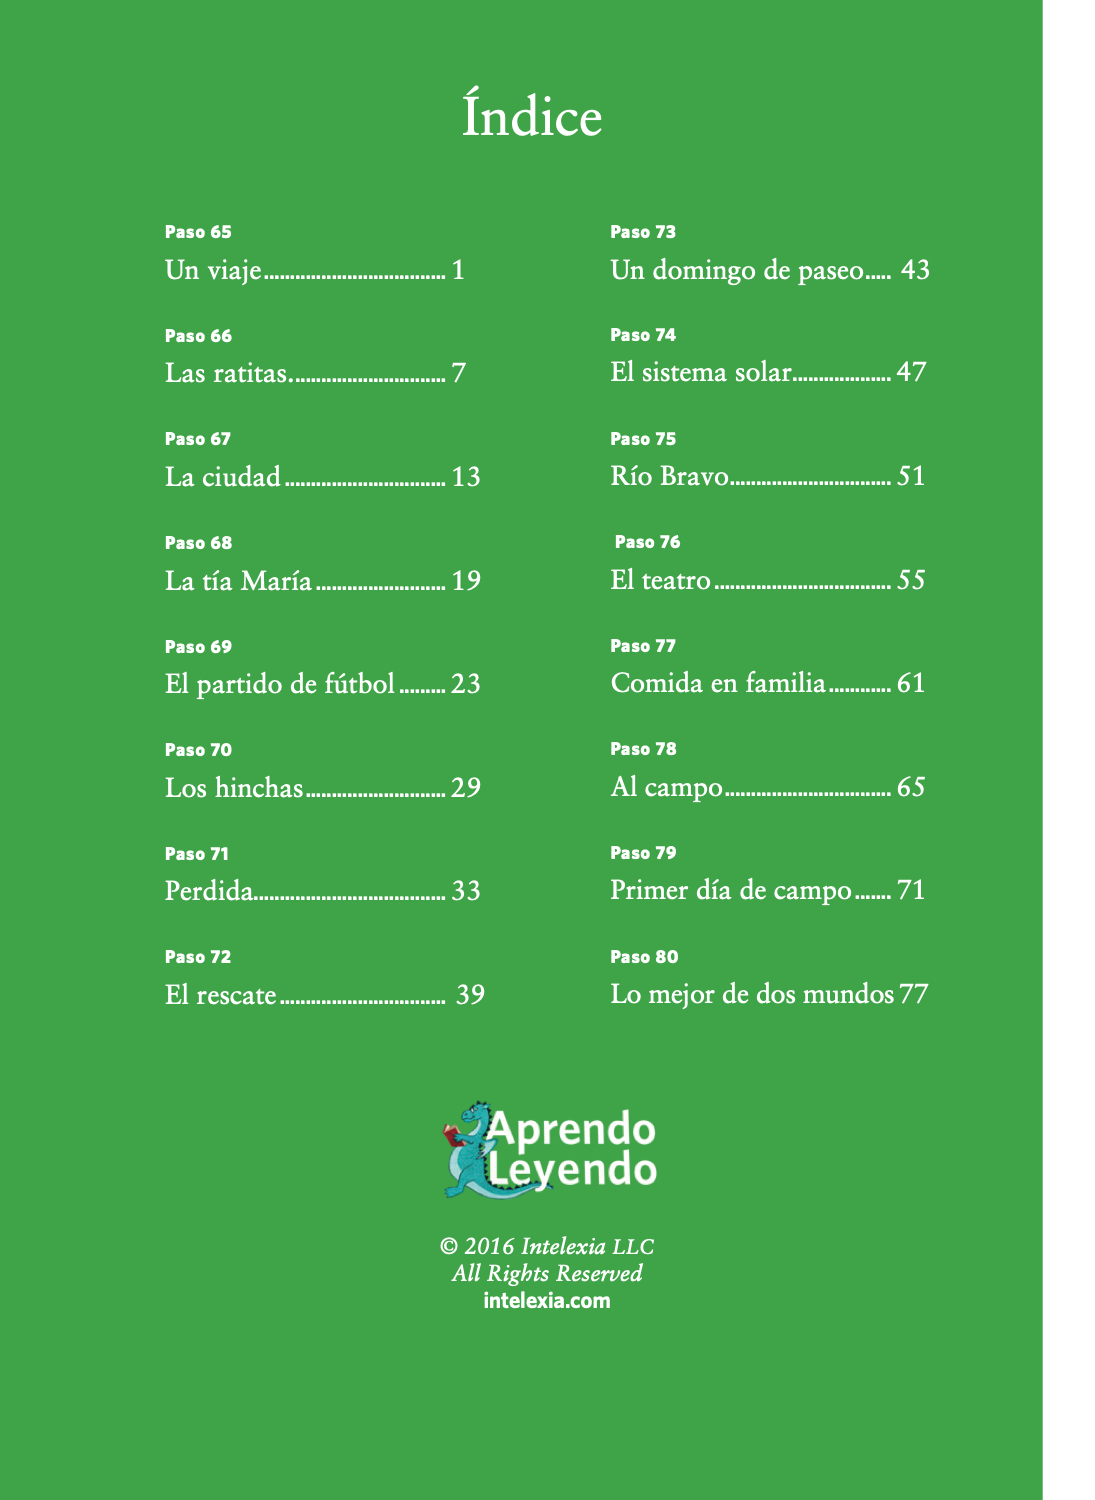 Índice
Paso 65
Un viaje................................... 1
Paso 66
Las ratitas.............................. 7
Paso 67
La ciudad............................... 13
Paso 68
La tía María......................... 19
Paso 69
El partido de fútbol......... 23
Paso 70
Los hinchas........................... 29
Paso 71
Perdida..................................... 33
Paso 72
El rescate................................ 39
Paso 73
Un domingo de paseo..... 43
Paso 74
El sistema solar................... 47
Paso 75
Río Bravo............................... 51
Paso 76
El teatro.................................. 55
Paso 77
Comida en familia............ 61
Paso 78
Al campo................................ 65
Paso 79
Primer día de campo....... 71
Paso 80
Lo mejor de dos mundos 77
Aprendo
Leyendo
© 2016 Intelexia LLC
All Rights Reserved
intelexia.com